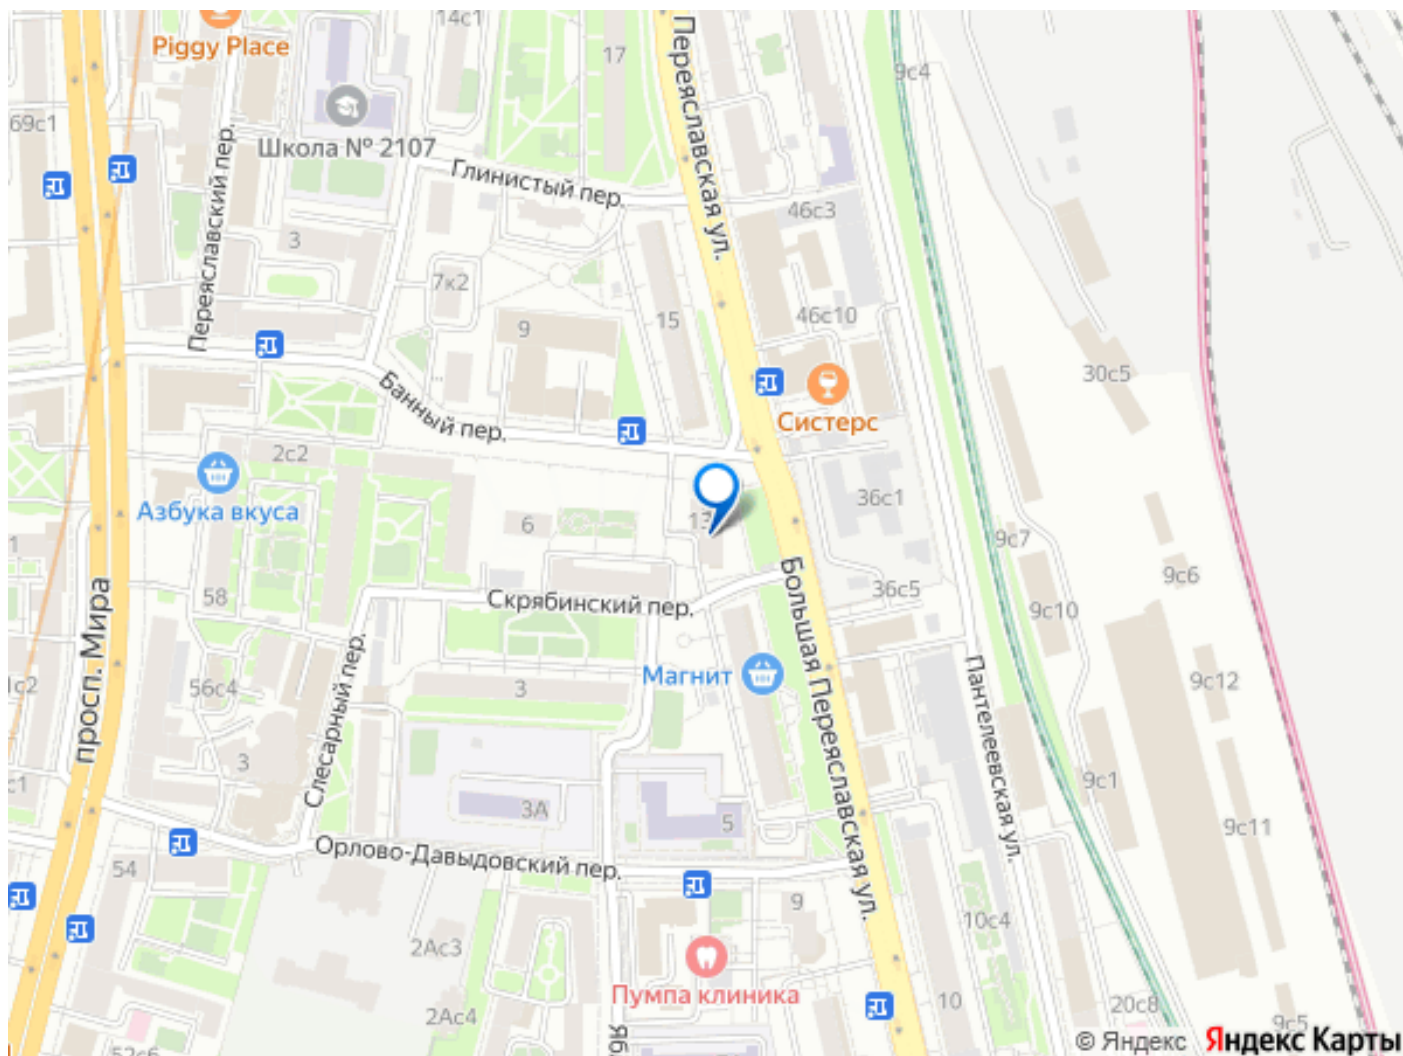 14с1
Piggy Place
17
Переяславская ул.
9с4
69с1
Школа № 2107
Переяславский пер.
Глинистый пер.
46с3
3
7к2
9
15
46с10
30с5
Банный пер.
Систерс
2с2
Азбука вкуса
36с1
6
1
9с7
9с6
58
Скрябинский пер.
36с5
9с10
просп. Мира
Большая Переяславская ул.
Магнит
Пантелеевская ул.
56с4
3
9с12
Слесарный пер.
3
9с1
3А
5
9с11
Орлово-Давыдовский пер.
54
9
10с4
2Ас3
Пумпа клиника
10
20с8
2Ас4
9с5
© Яндекс Яндекс Карты